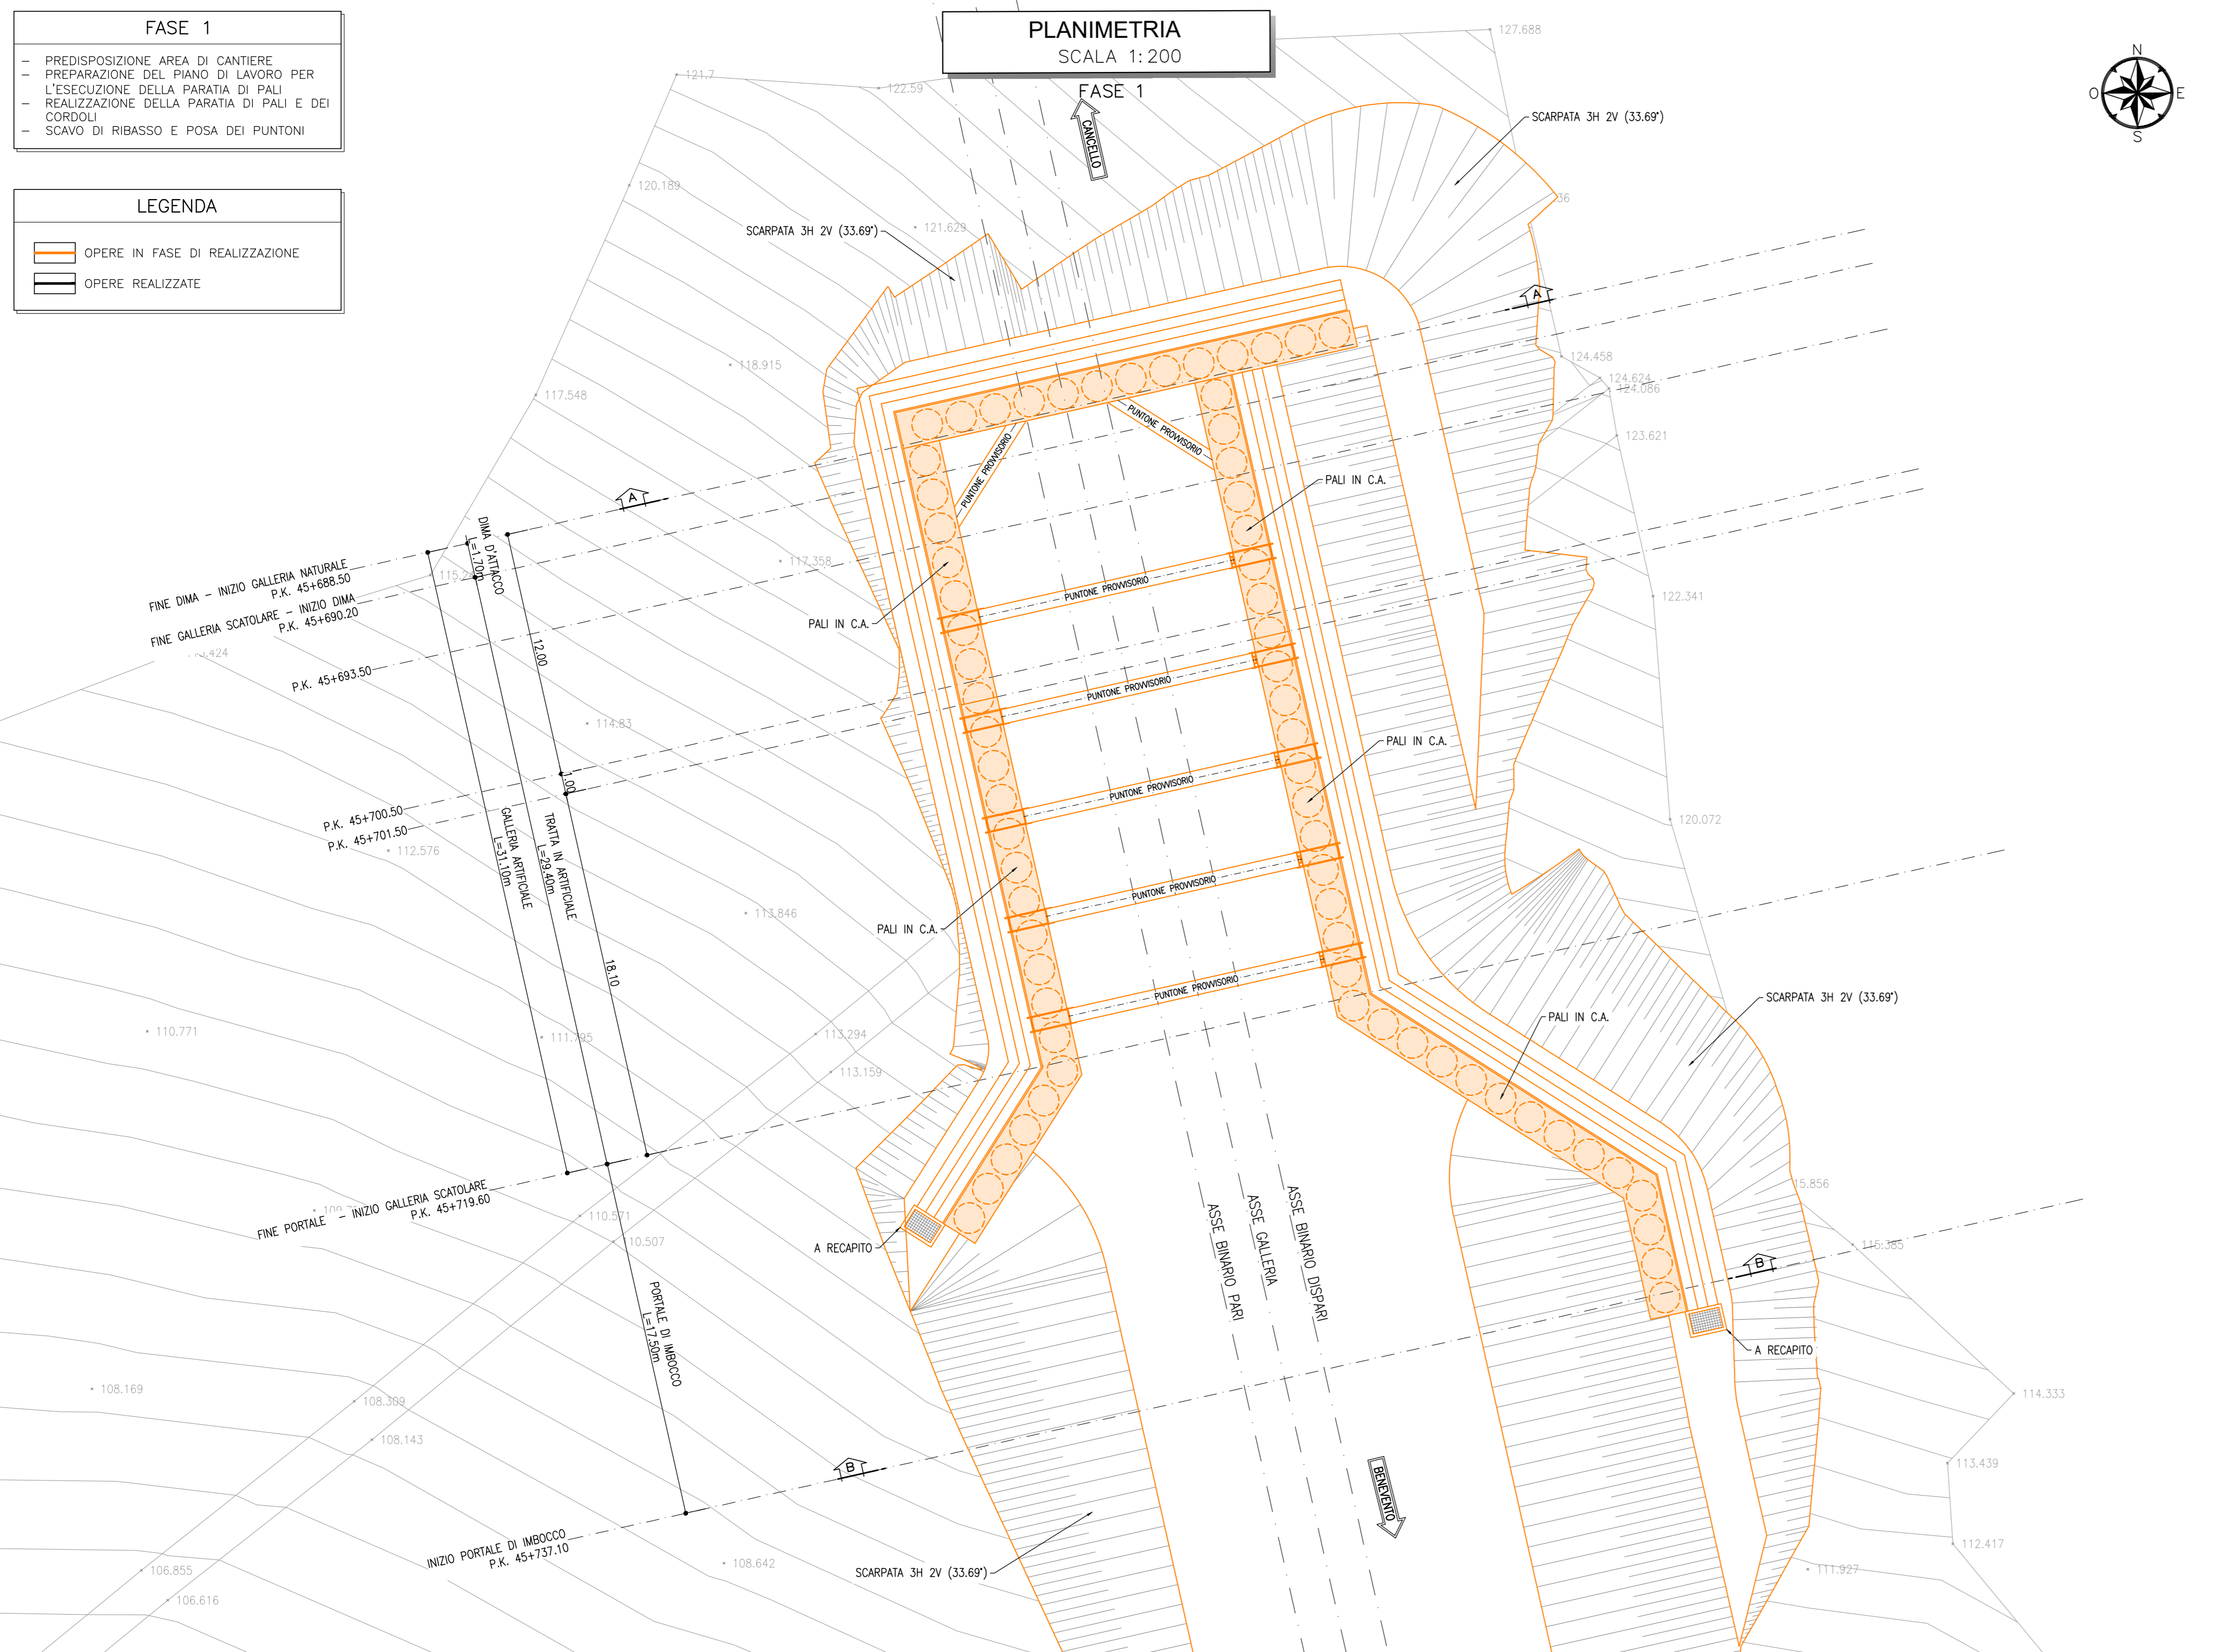 FASE 1
- PREDISPOSIZIONE AREA DI CANTIERE
- PREPARAZIONE DEL PIANO DI LAVORO PER
L'ESECUZIONE DELLA PARATIA DI PALI
- REALIZZAZIONE DELLA PARATIA DI PALI E DEI
CORDOLI
- SCAVO DI RIBASSO E POSA DEI PUNTONI
LEGENDA
OPERE IN FASE DI REALIZZAZIONE
OPERE REALIZZATE
PLANIMETRIA
SCALA 1:200
FASE 1
CANCELLO
N
O
E
S
127.688
121.7
122.59
SCARPATA 3H 2V (33.69°)
120.189
36
121.629
SCARPATA 3H 2V (33.69°)
A
118.915
124.458
124.624
124.086
117.548
123.621
PUNTONE PROVVISORIO
PUNTONE PROVVISORIO
PALI IN C.A.
A
DIMA D'ATTACCO
L=1.70m
117.358
FINE DIMA - INIZIO GALLERIA NATURALE
P.K. 45+688.50
FINE GALLERIA SCATOLARE - INIZIO DIMA
P.K. 45+690.20
PUNTONE PROVVISORIO
122.341
PALI IN C.A.
12.00
.424
P.K. 45+693.50
PUNTONE PROVVISORIO
114.83
PALI IN C.A.
1.00
PUNTONE PROVVISORIO
P.K. 45+700.50
P.K. 45+701.50
120.072
112.576
GALLERIA ARTIFICIALE
L=31.10m
TRATTA IN ARTIFICIALE
L=29.40m
PUNTONE PROVVISORIO
113.846
PALI IN C.A.
18.10
PUNTONE PROVVISORIO
SCARPATA 3H 2V (33.69°)
PALI IN C.A.
110.771
111.795
113.294
113.159
15.856
FINE PORTALE - INIZIO GALLERIA SCATOLARE
P.K. 45+719.60
110.571
10.507
A RECAPITO
ASSE BINARIO PARI
ASSE GALLERIA
ASSE BINARIO DISPARI
115.385
B
PORTALE DI IMBOCCO
L=17.50m
A RECAPITO
108.169
108.309
114.333
108.143
B
BENEVENTO
113.439
INIZIO PORTALE DI IMBOCCO
P.K. 45+737.10
112.417
106.855
108.642
SCARPATA 3H 2V (33.69°)
111.927
106.616